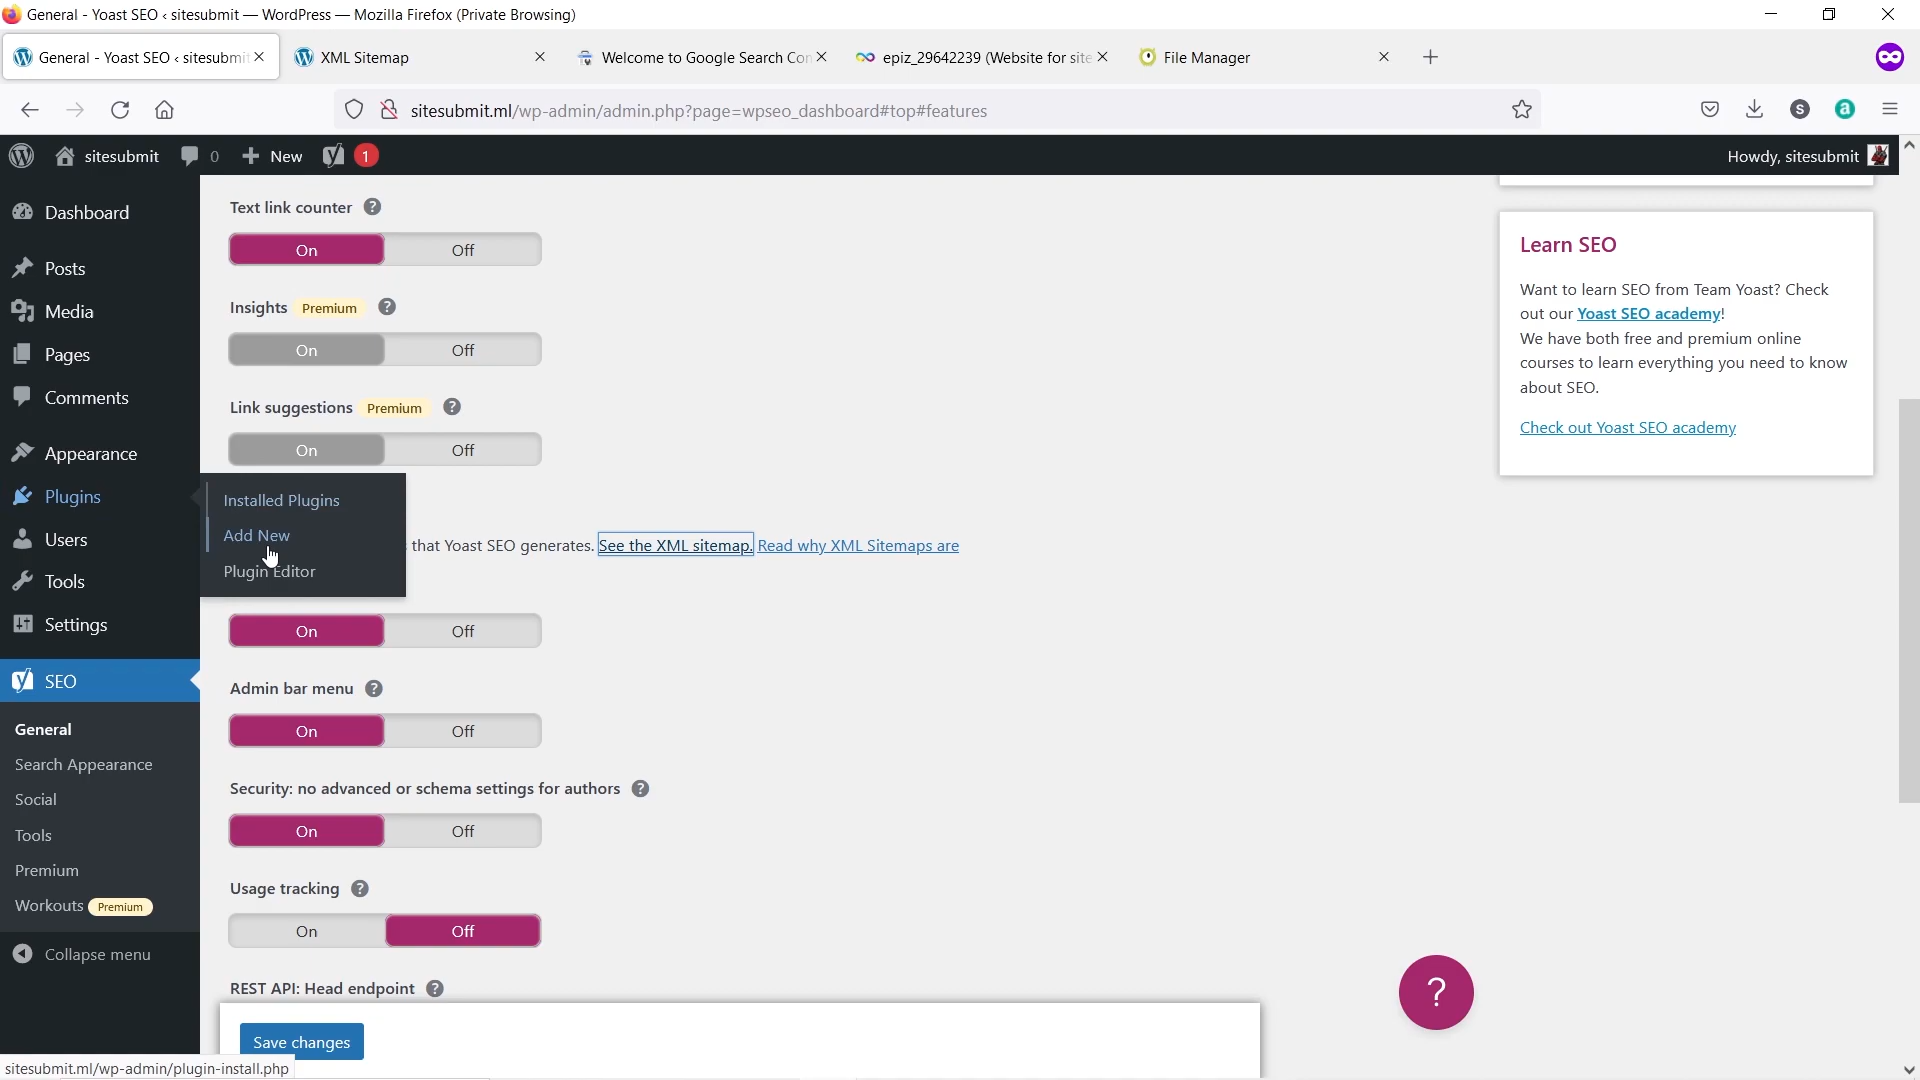 General - Yoast SEO ‹ sitesubmit — WordPress — Mozilla Firefox (Private Browsing)
General - Yoast SEO ‹ sitesubmit
XML Sitemap
Welcome to Google Search Con
epiz_29642239 (Website for site
File Manager
sitesubmit.ml/wp-admin/admin.php?page=wpseo_dashboard#top#features
S
a
sitesubmit
0
New
1
Howdy, sitesubmit
Dashboard
Posts
Media
Pages
Comments
Appearance
Plugins
Users
Tools
Settings
SEO
General
Search Appearance
Social
Tools
Premium
Workouts Premium
Collapse menu
Installed Plugins
Add New
Plugin Editor
Text link counter ?
On Off
Insights Premium ?
On Off
Link suggestions Premium ?
On Off
that Yoast SEO generates. See the XML sitemap. Read why XML Sitemaps are
On Off
Admin bar menu ?
On Off
Security: no advanced or schema settings for authors ?
On Off
Usage tracking ?
On Off
REST API: Head endpoint ?
Save changes
Learn SEO
Want to learn SEO from Team Yoast? Check
out our Yoast SEO academy!
We have both free and premium online
courses to learn everything you need to know
about SEO.
Check out Yoast SEO academy
?
sitesubmit.ml/wp-admin/plugin-install.php